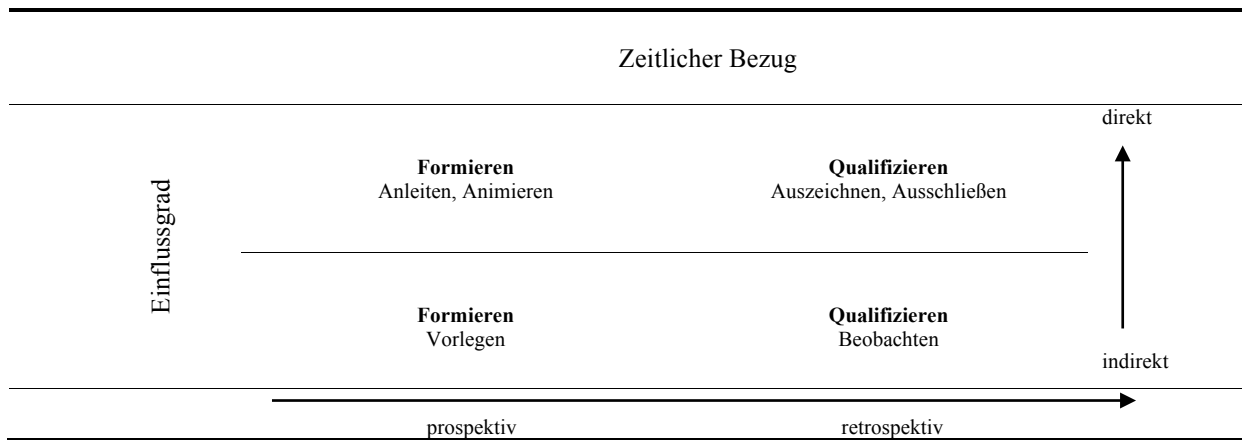 Zeitlicher Bezug
direkt
Formieren
Anleiten, Animieren
Qualifizieren
Auszeichnen, Ausschließen
Einflussgrad
Formieren
Vorlegen
Qualifizieren
Beobachten
indirekt
prospektiv
retrospektiv